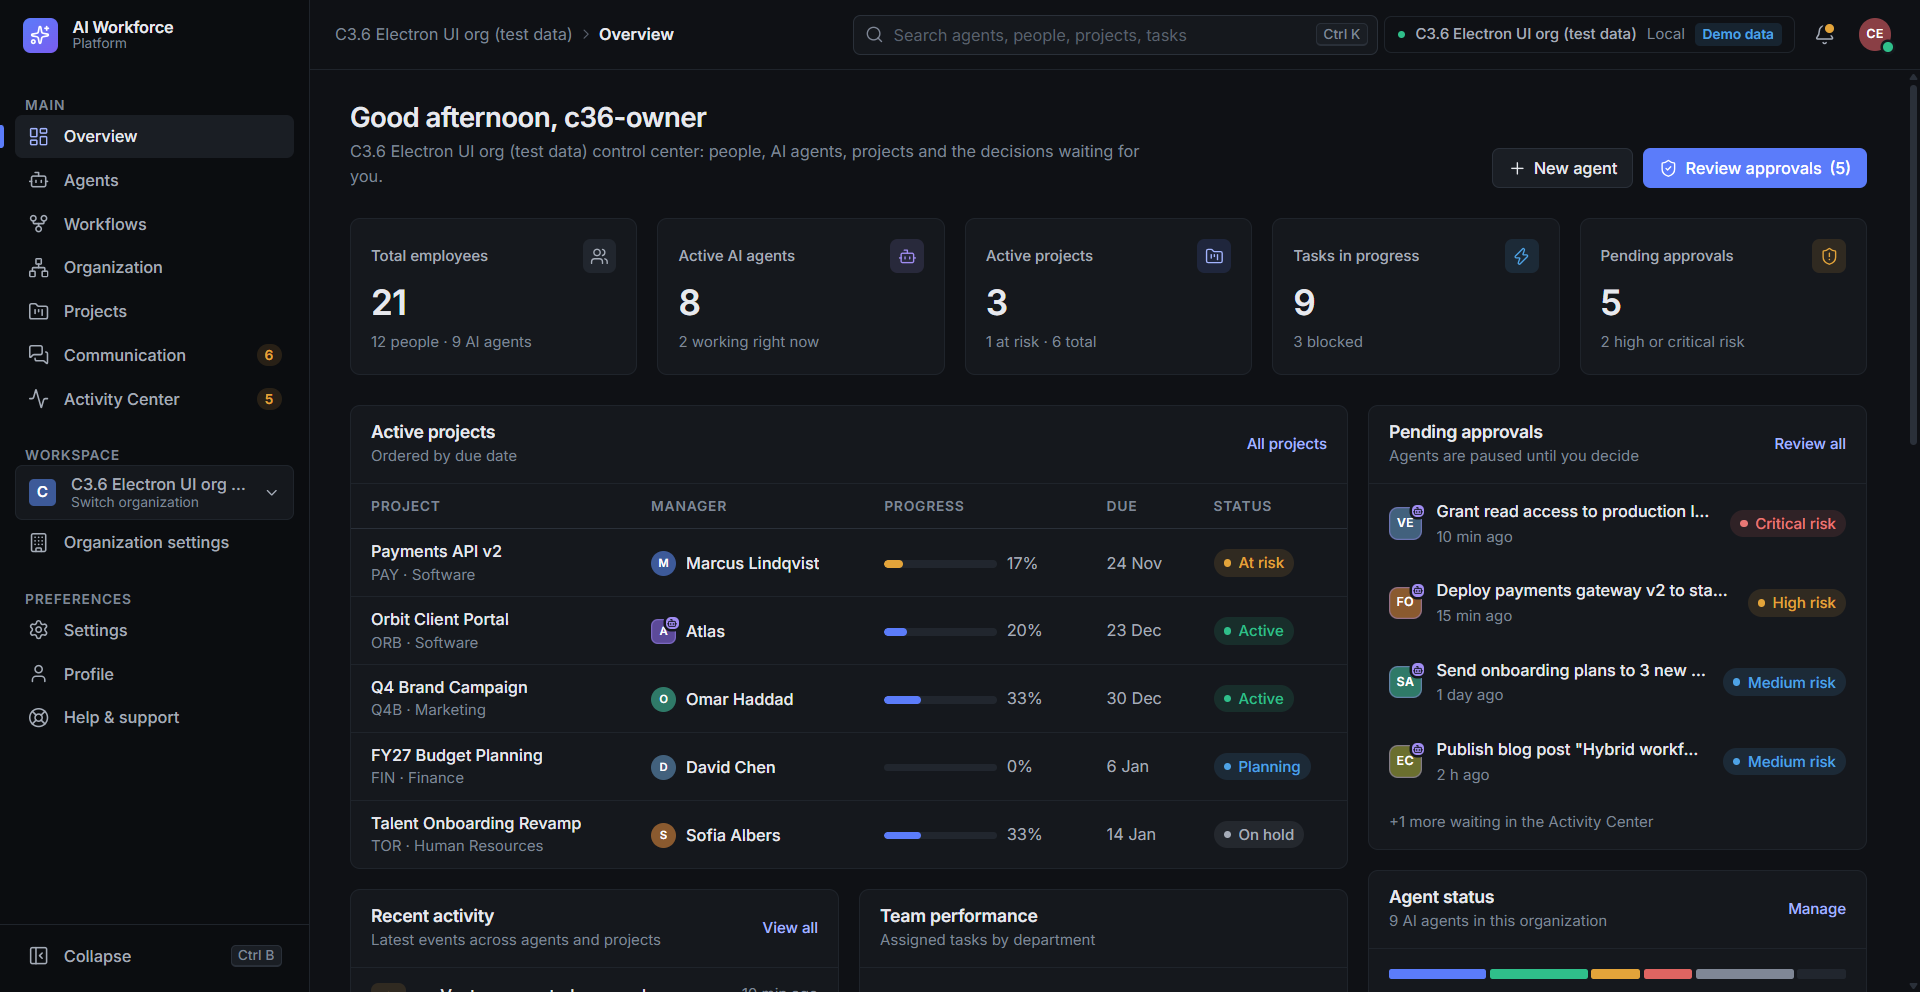 AI Workforce
Platform
MAIN
Overview
Agents
Workflows
Organization
Projects
Communication 6
Activity Center 5
WORKSPACE
C C3.6 Electron UI org ...
Switch organization
Organization settings
PREFERENCES
Settings
Profile
Help & support
Collapse Ctrl B
C3.6 Electron UI org (test data) > Overview
Search agents, people, projects, tasks Ctrl K
C3.6 Electron UI org (test data) Local Demo data
CE
Good afternoon, c36-owner
C3.6 Electron UI org (test data) control center: people, AI agents, projects and the decisions waiting for
you.
+ New agent
Review approvals (5)
Total employees
21
12 people · 9 AI agents
Active AI agents
8
2 working right now
Active projects
3
1 at risk · 6 total
Tasks in progress
9
3 blocked
Pending approvals
5
2 high or critical risk
Active projects
Ordered by due date
All projects
PROJECT MANAGER PROGRESS DUE STATUS
Payments API v2
PAY · Software
M Marcus Lindqvist 17% 24 Nov At risk
Orbit Client Portal
ORB · Software
A Atlas 20% 23 Dec Active
Q4 Brand Campaign
Q4B · Marketing
O Omar Haddad 33% 30 Dec Active
FY27 Budget Planning
FIN · Finance
D David Chen 0% 6 Jan Planning
Talent Onboarding Revamp
TOR · Human Resources
S Sofia Albers 33% 14 Jan On hold
Pending approvals
Agents are paused until you decide
Review all
VE Grant read access to production l... Critical risk
10 min ago
FO Deploy payments gateway v2 to sta... High risk
15 min ago
SA Send onboarding plans to 3 new ... Medium risk
1 day ago
EC Publish blog post "Hybrid workf... Medium risk
2 h ago
+1 more waiting in the Activity Center
Recent activity
Latest events across agents and projects
View all
Team performance
Assigned tasks by department
Agent status
9 AI agents in this organization
Manage